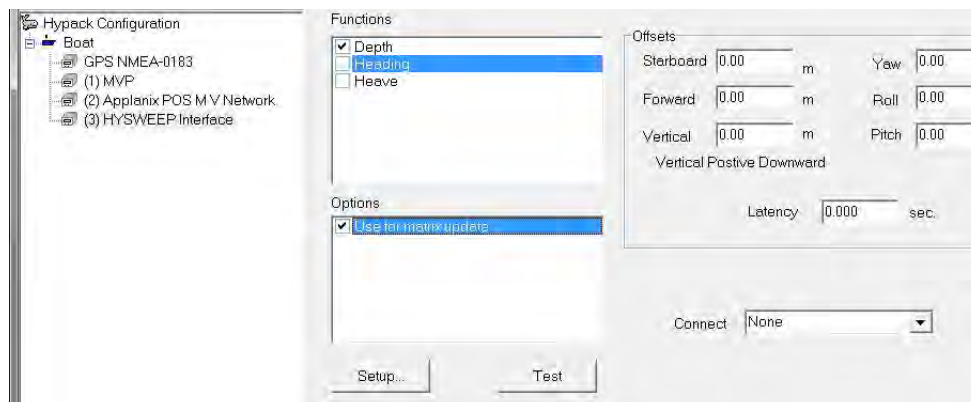 Hypack Configuration
Boat
GPS NMEA-0183
(1) MVP
(2) Applanix POS M V Network
(3) HYSWEEP Interface
Functions
Depth
Heading
Heave
Options
Use for matrix update
Setup...
Test
Offsets
Starboard 0.00 m Yaw 0.00
Forward 0.00 m Roll 0.00
Vertical 0.00 m Pitch 0.00
Vertical Postive Downward
Latency 0.000 sec.
Connect None